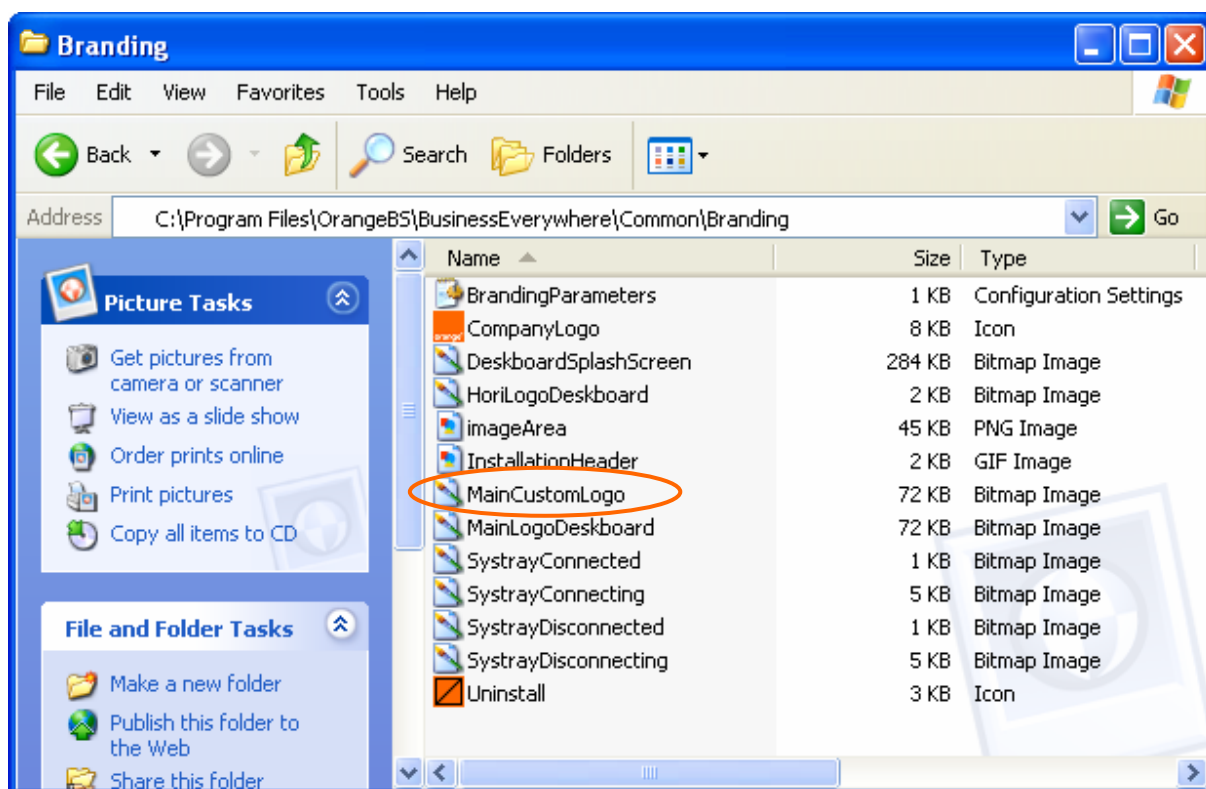 Branding
File Edit View Favorites Tools Help
Back Search Folders
Address C:\Program Files\OrangeBS\BusinessEverywhere\Common\Branding Go
Picture Tasks
Get pictures from
camera or scanner
View as a slide show
Order prints online
Print pictures
Copy all items to CD
File and Folder Tasks
Make a new folder
Publish this folder to
the Web
Share this folder
Name Size Type
BrandingParameters 1 KB Configuration Settings
CompanyLogo 8 KB Icon
DeskboardSplashScreen 284 KB Bitmap Image
HoriLogoDeskboard 2 KB Bitmap Image
imageArea 45 KB PNG Image
InstallationHeader 2 KB GIF Image
MainCustomLogo 72 KB Bitmap Image
MainLogoDeskboard 72 KB Bitmap Image
SystrayConnected 1 KB Bitmap Image
SystrayConnecting 5 KB Bitmap Image
SystrayDisconnected 1 KB Bitmap Image
SystrayDisconnecting 5 KB Bitmap Image
Uninstall 3 KB Icon